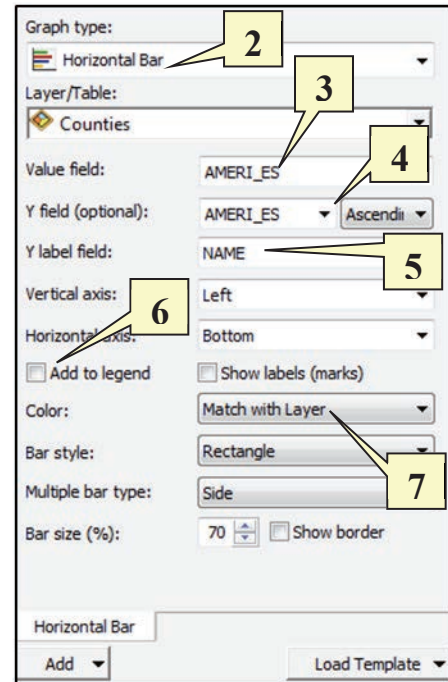 Graph type:
2
Horizontal Bar
Layer/Table:
3
Counties
Value field:
AMERI_ES
4
Y field (optional):
AMERI_ES
Ascendi
Y label field:
NAME
5
Vertical axis:
Left
6
Horizontal axis:
Bottom
Add to legend
Show labels (marks)
Color:
Match with Layer
Bar style:
Rectangle
7
Multiple bar type:
Side
Bar size (%):
70
Show border
Horizontal Bar
Add
Load Template